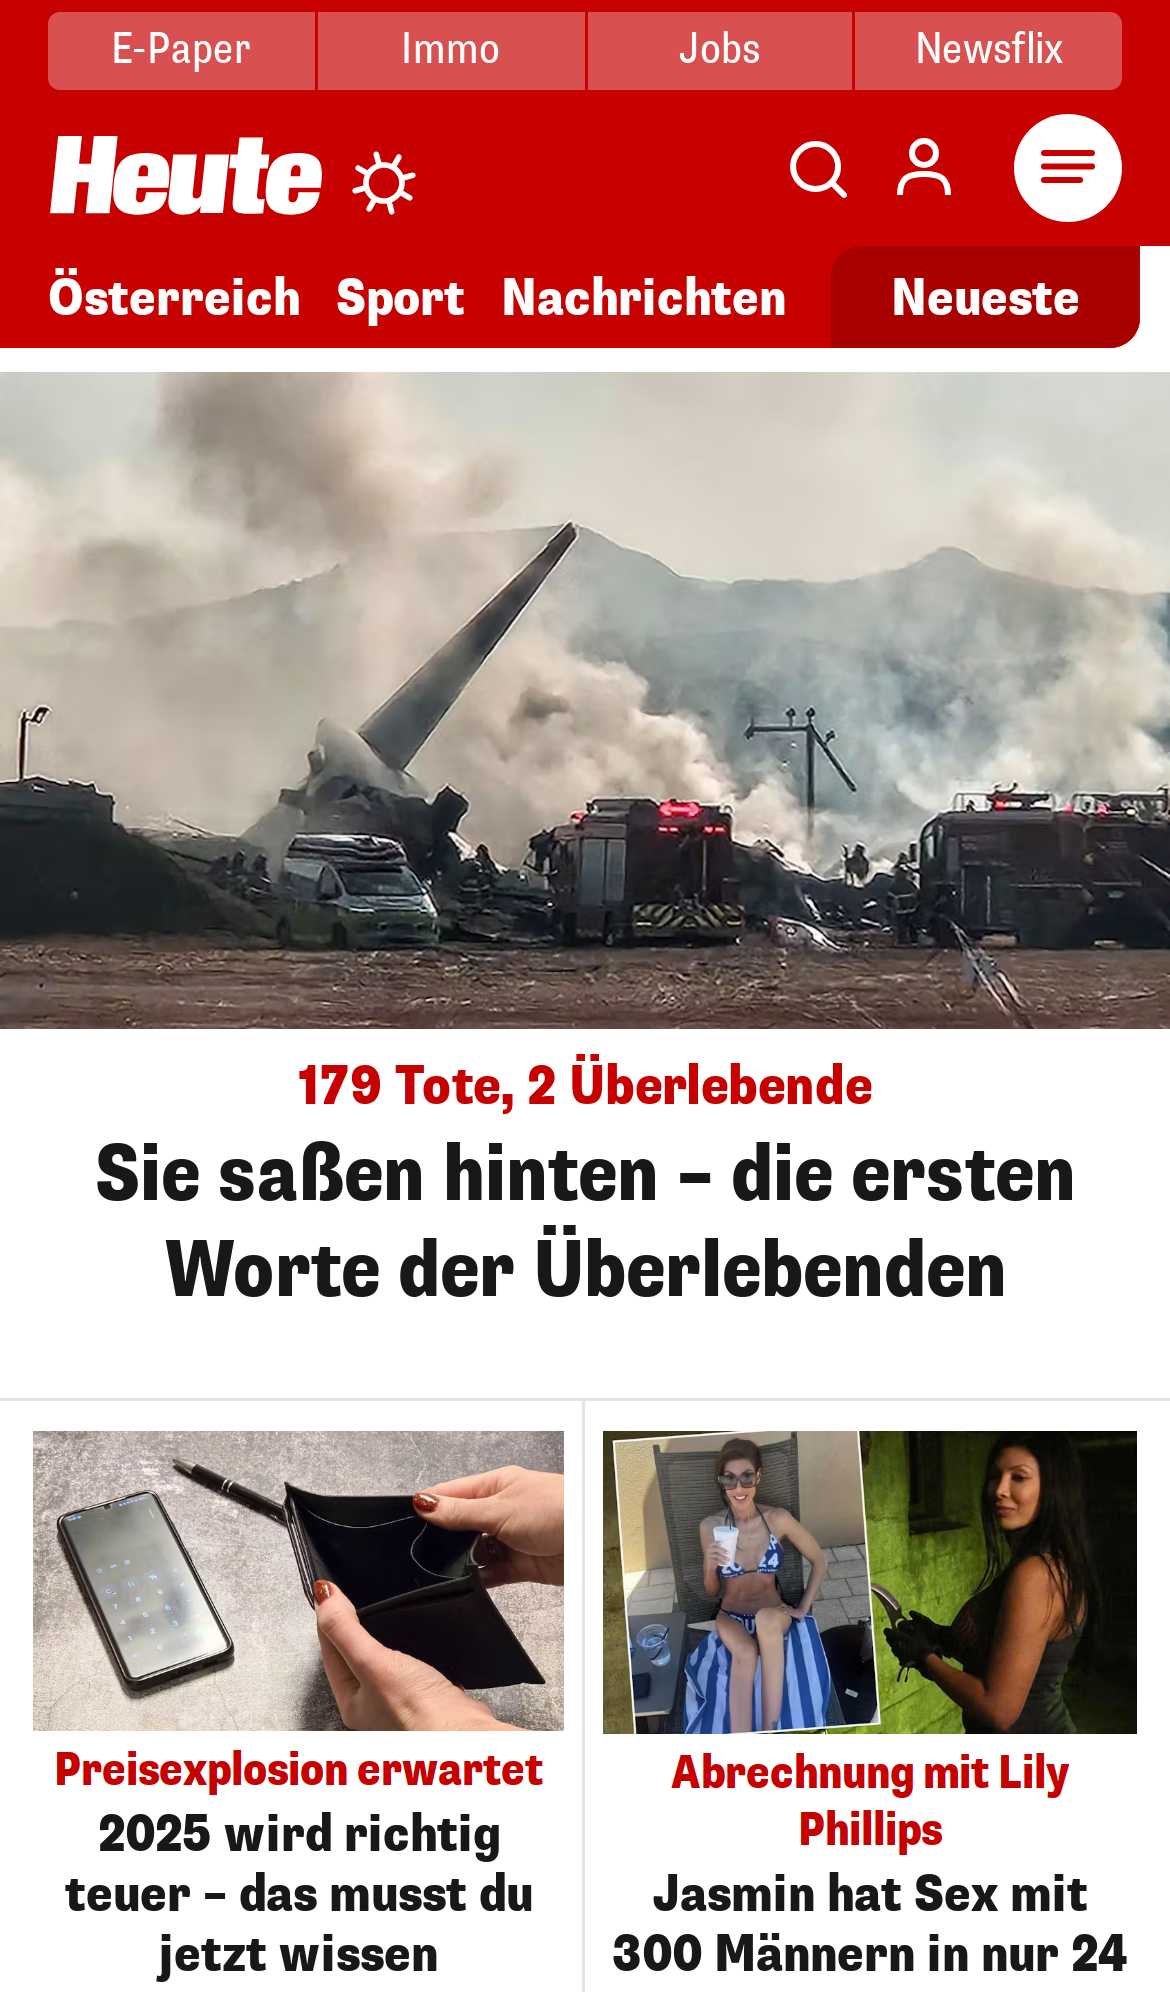 E-Paper
Immo
Jobs
Newsflix
Heute
Österreich
Sport
Nachrichten
Neueste
179 Tote, 2 Überlebende
Sie saßen hinten – die ersten
Worte der Überlebenden
Preisexplosion erwartet
2025 wird richtig
teuer – das musst du
jetzt wissen
Abrechnung mit Lily
Phillips
Jasmin hat Sex mit
300 Männern in nur 24